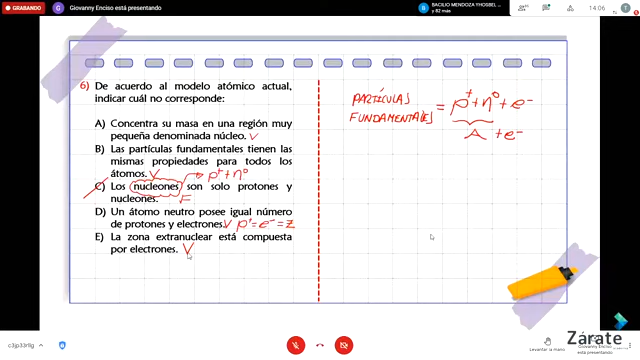 GRABANDO
G
Giovanny Enciso está presentando
BACILIO MENDOZA YHOSBEL
y 82 más
14:06
6) De acuerdo al modelo atómico actual,
indicar cuál no corresponde:
A) Concentra su masa en una región muy
pequeña denominada núcleo. V
B) Las partículas fundamentales tienen las
mismas propiedades para todos los
átomos. V
p⁺ + n⁰
C) Los nucleones son solo protones y
nucleones. F
D) Un átomo neutro posee igual número
de protones y electrones. V p⁺ = e⁻ = Z
E) La zona extranuclear está compuesta
por electrones. V
PARTÍCULAS
FUNDAMENTALES = p⁺ + n⁰ + e⁻
A + e⁻
c3jp33rlig
Levantar la mano
Giovanny Enciso
está presentando
Zárate